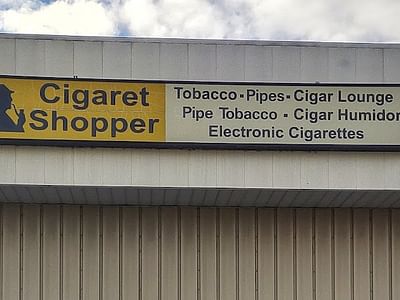 Cigaret
Shopper
Tobacco - Pipes - Cigar Lounge
Pipe Tobacco - Cigar Humidor
Electronic Cigarettes